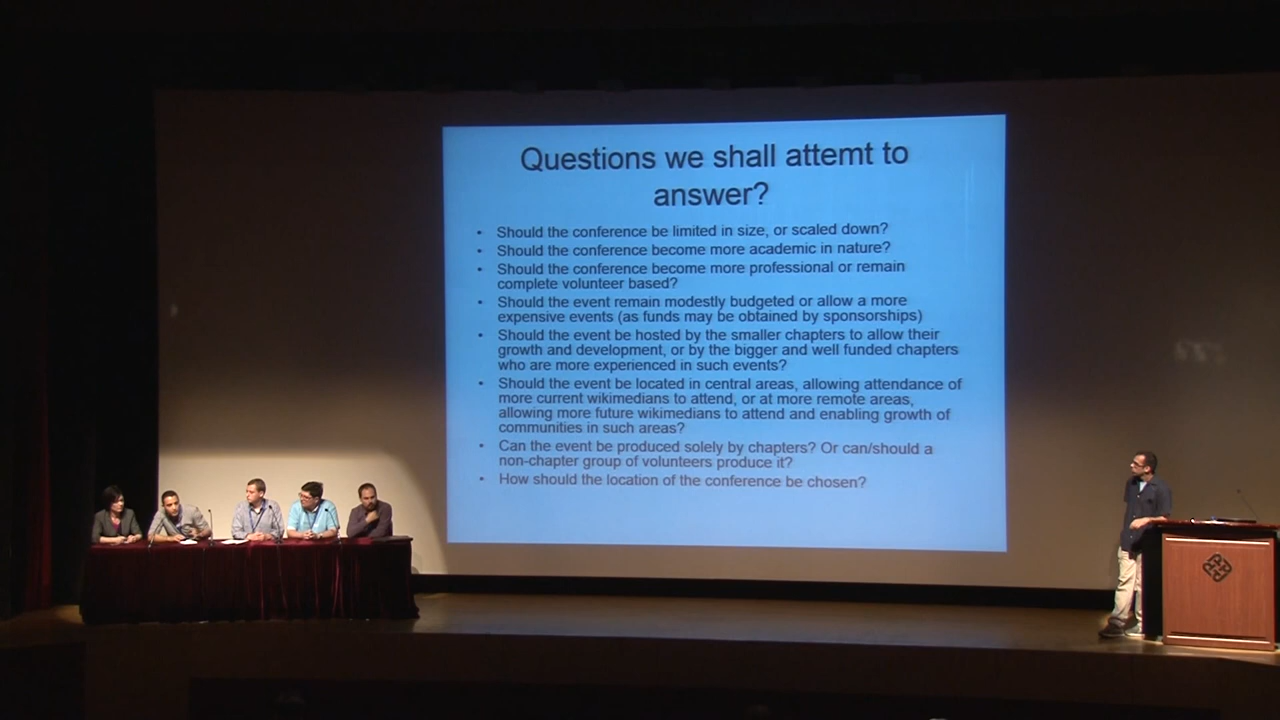 Questions we shall attemt to
answer?
• Should the conference be limited in size, or scaled down?
• Should the conference become more academic in nature?
• Should the conference become more professional or remain
complete volunteer based?
• Should the event remain modestly budgeted or allow a more
expensive events (as funds may be obtained by sponsorships)
• Should the event be hosted by the smaller chapters to allow their
growth and development, or by the bigger and well funded chapters
who are more experienced in such events?
• Should the event be located in central areas, allowing attendance of
more current wikimedians to attend, or at more remote areas,
allowing more future wikimedians to attend and enabling growth of
communities in such areas?
• Can the event be produced solely by chapters? Or can/should a
non-chapter group of volunteers produce it?
• How should the location of the conference be chosen?